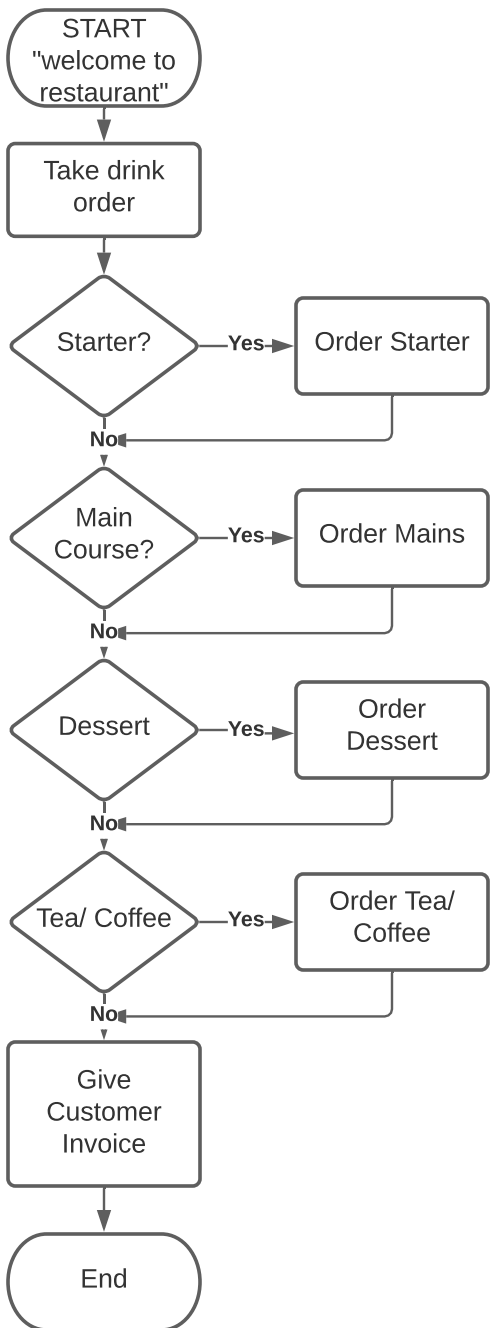 START
"welcome to
restaurant"
Take drink
order
Starter?
Yes
Order Starter
No
Main
Course?
Yes
Order Mains
No
Dessert
Yes
Order
Dessert
No
Tea/ Coffee
Yes
Order Tea/
Coffee
No
Give
Customer
Invoice
End